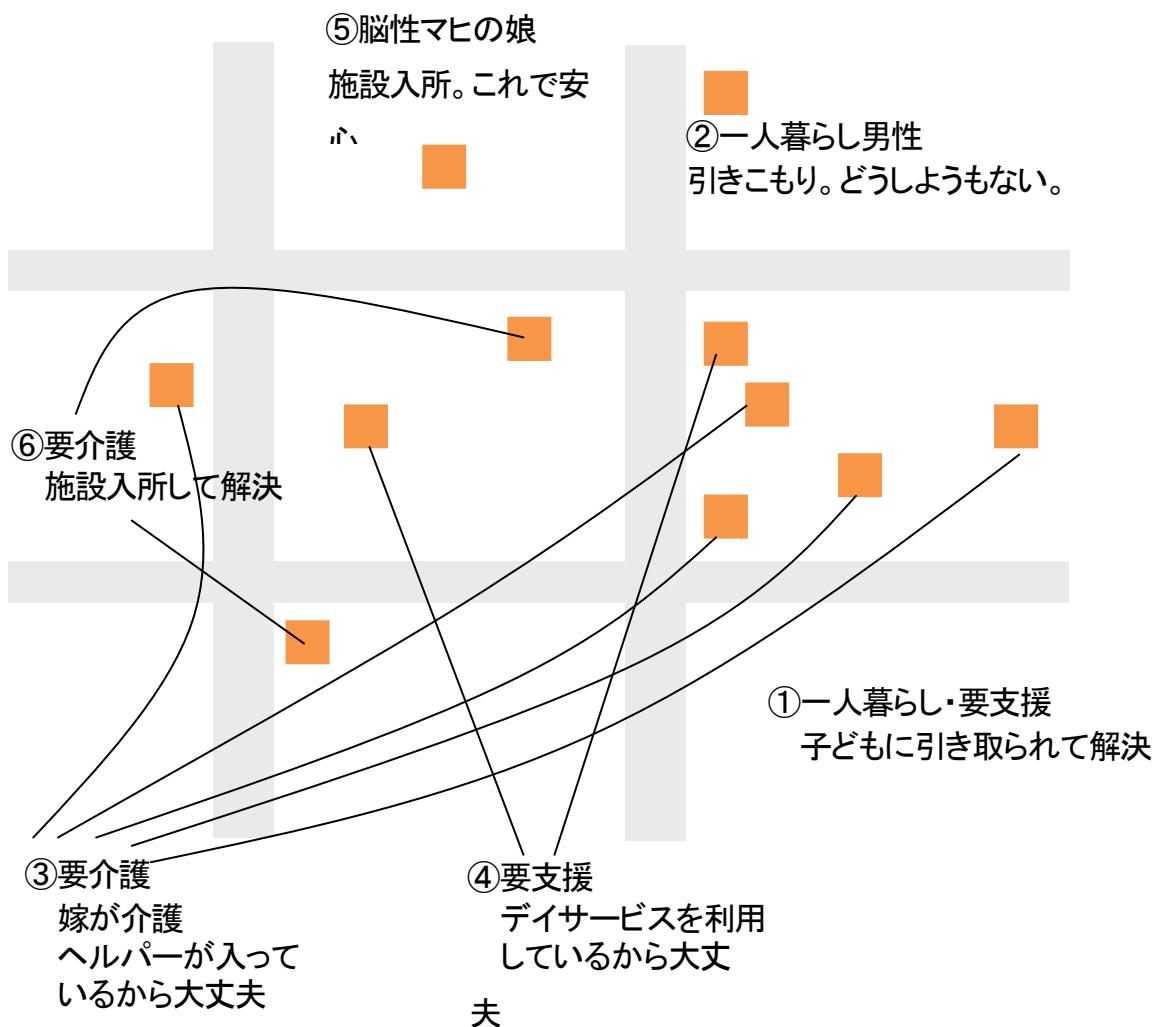 ⑤脳性マヒの娘
施設入所。これで安
心
②一人暮らし男性
引きこもり。どうしようもない。
⑥要介護
施設入所して解決
①一人暮らし・要支援
子どもに引き取られて解決
③要介護
嫁が介護
ヘルパーが入って
いるから大丈夫
④要支援
デイサービスを利用
しているから大丈
夫